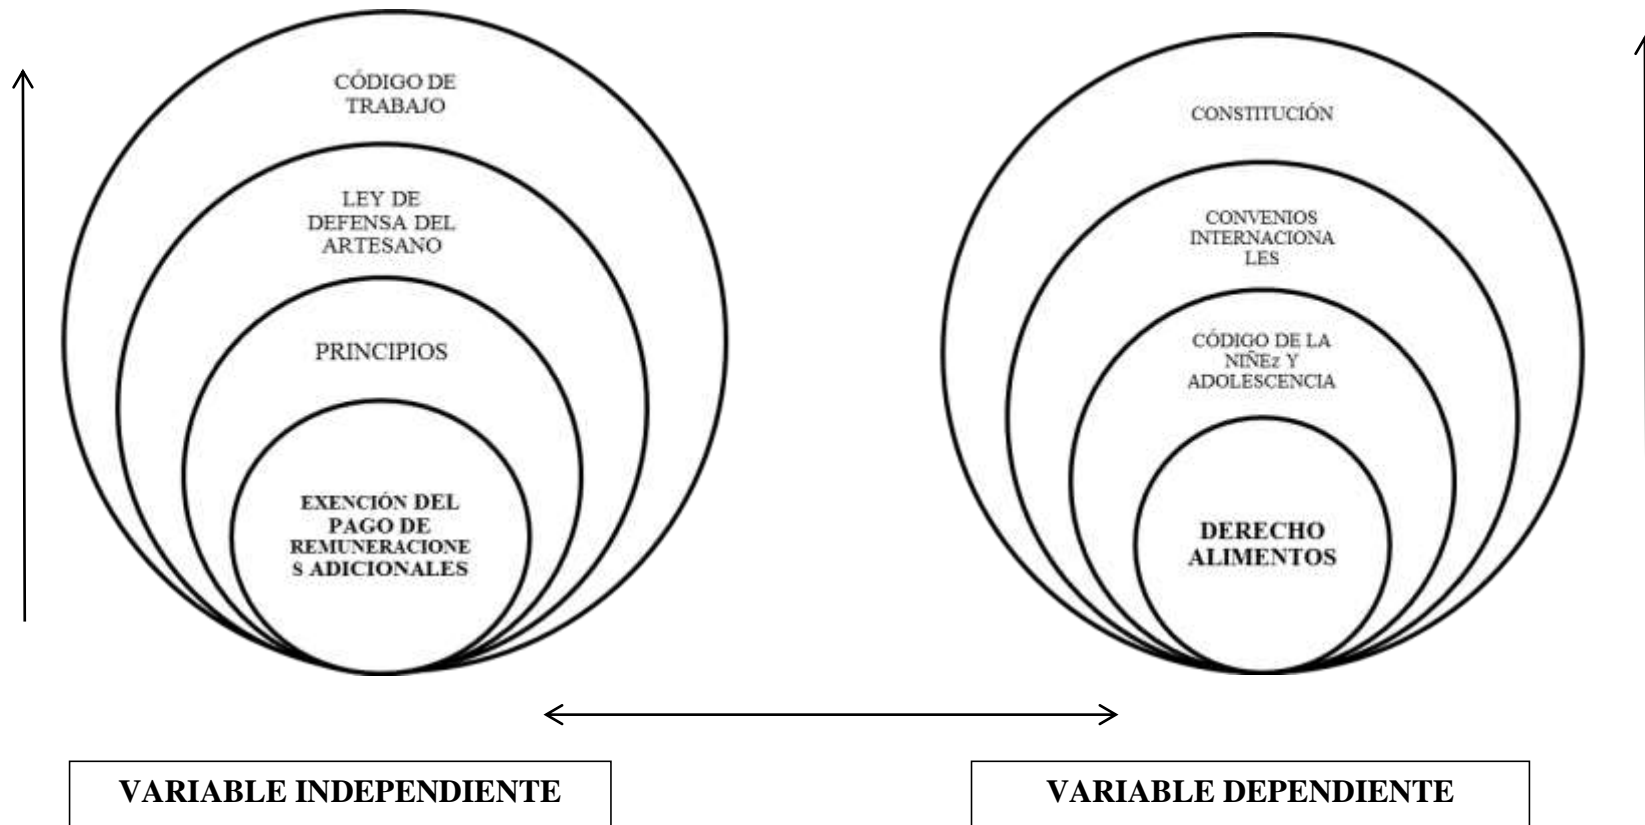 CÓDIGO DE
TRABAJO
LEY DE
DEFENSA DEL
ARTESANO
PRINCIPIOS
EXENCIÓN DEL
PAGO DE
REMUNERACIONE
S ADICIONALES
CONSTITUCIÓN
CONVENIOS
INTERNACIONA
LES
CÓDIGO DE LA
NIÑEz Y
ADOLESCENCIA
DERECHO
ALIMENTOS
VARIABLE INDEPENDIENTE
VARIABLE DEPENDIENTE